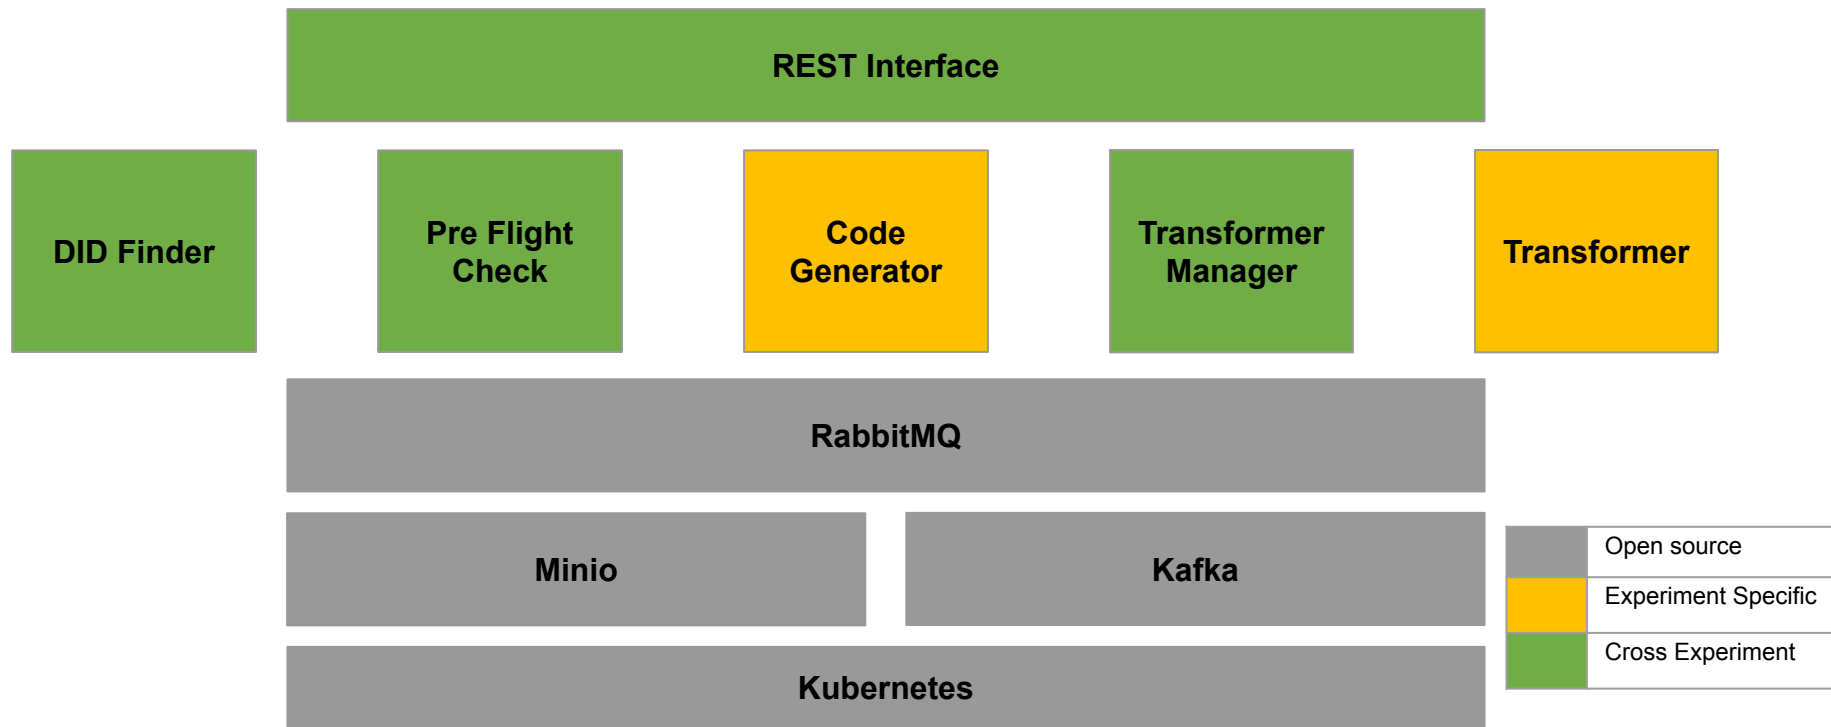 REST Interface
DID Finder
Pre Flight
Check
Code
Generator
Transformer
Manager
Transformer
RabbitMQ
Minio
Kafka
Kubernetes
Open source
Experiment Specific
Cross Experiment